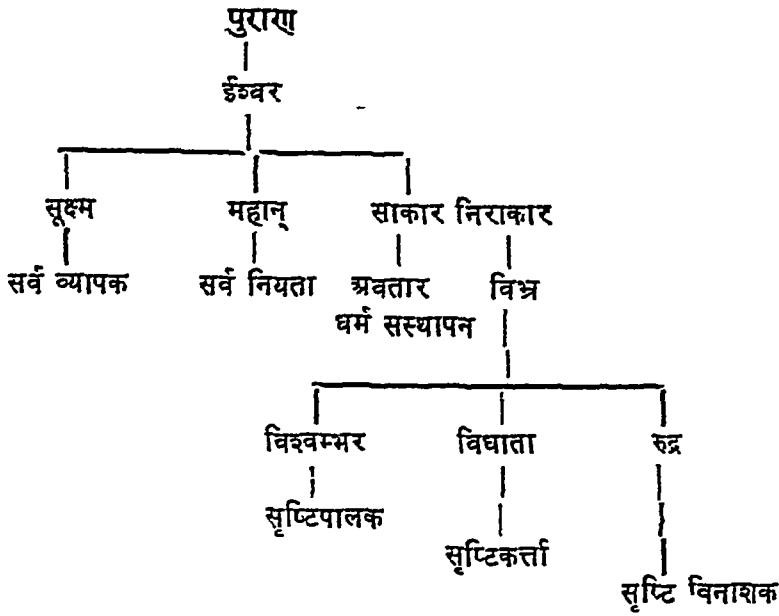 पुराण
ईश्वर
सूक्ष्म महान् साकार निराकार
सर्व व्यापक सर्व नियता अवतार विभ्र
धर्म सस्थापन
विश्वम्भर विधाता रुद्र
सृष्टिपालक
सृष्टिकर्त्ता
सृष्टि विनाशक